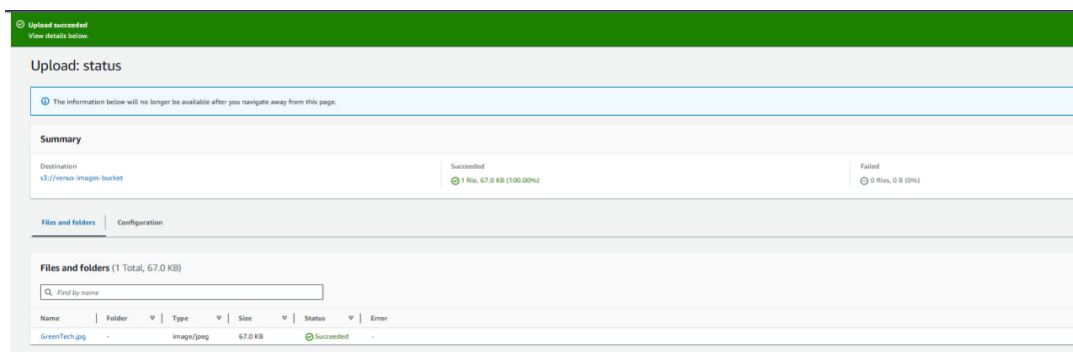 Upload succeeded
View details below.
Upload: status
The information below will no longer be available after you navigate away from this page.
Summary
Destination
s3://venus-images-bucket
Succeeded
1 file, 67.0 KB (100.00%)
Failed
0 files, 0 B (0%)
Files and folders
Configuration
Files and folders (1 Total, 67.0 KB)
Find by name
Name Folder Type Size Status Error
GreenTech.jpg - image/jpeg 67.0 KB Succeeded -